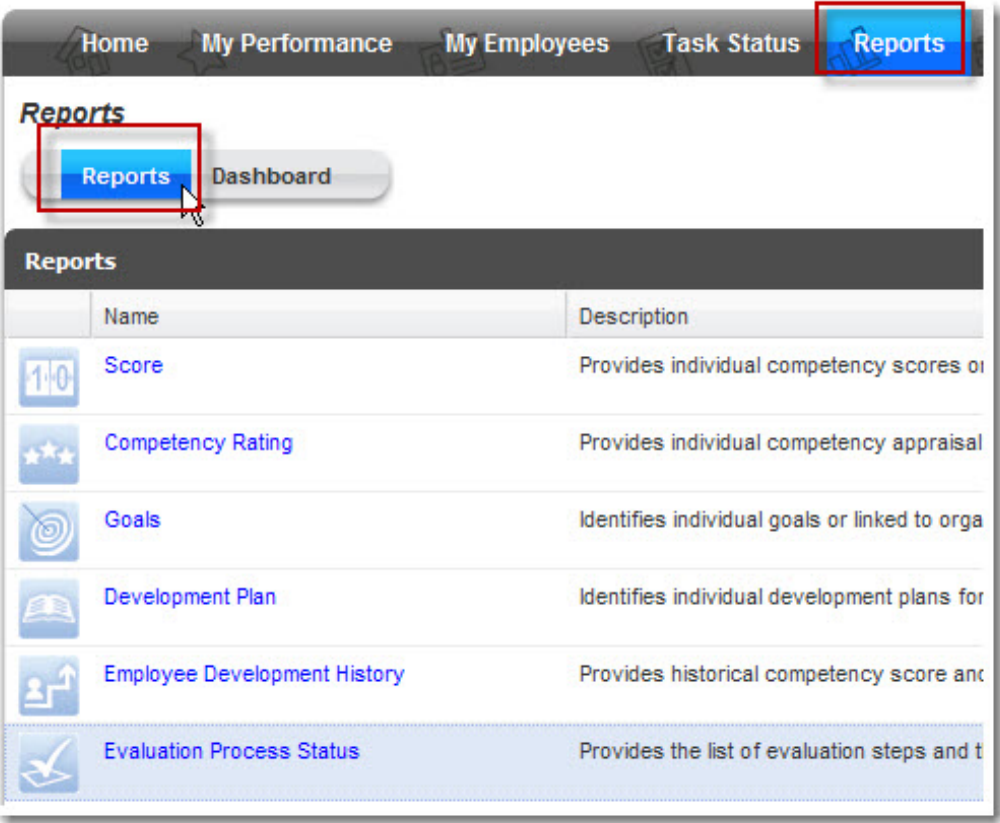 Home My Performance My Employees Task Status Reports
Reports
Reports Dashboard
Reports
Name Description
1 0 Score Provides individual competency scores or
Competency Rating Provides individual competency appraisal
Goals Identifies individual goals or linked to orga
Development Plan Identifies individual development plans for
Employee Development History Provides historical competency score and
Evaluation Process Status Provides the list of evaluation steps and t